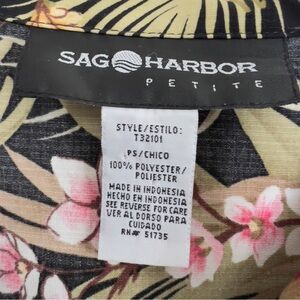 SAG HARBOR
PETITE
STYLE/ESTILO:
T32101
PS/CHICO
100% POLYESTER/
POLIESTER
MADE IN INDONESIA
HECHO EN INDONESIA
SEE REVERSE FOR CARE
VER AL DORSO PARA
CUIDADO
RN# 51735